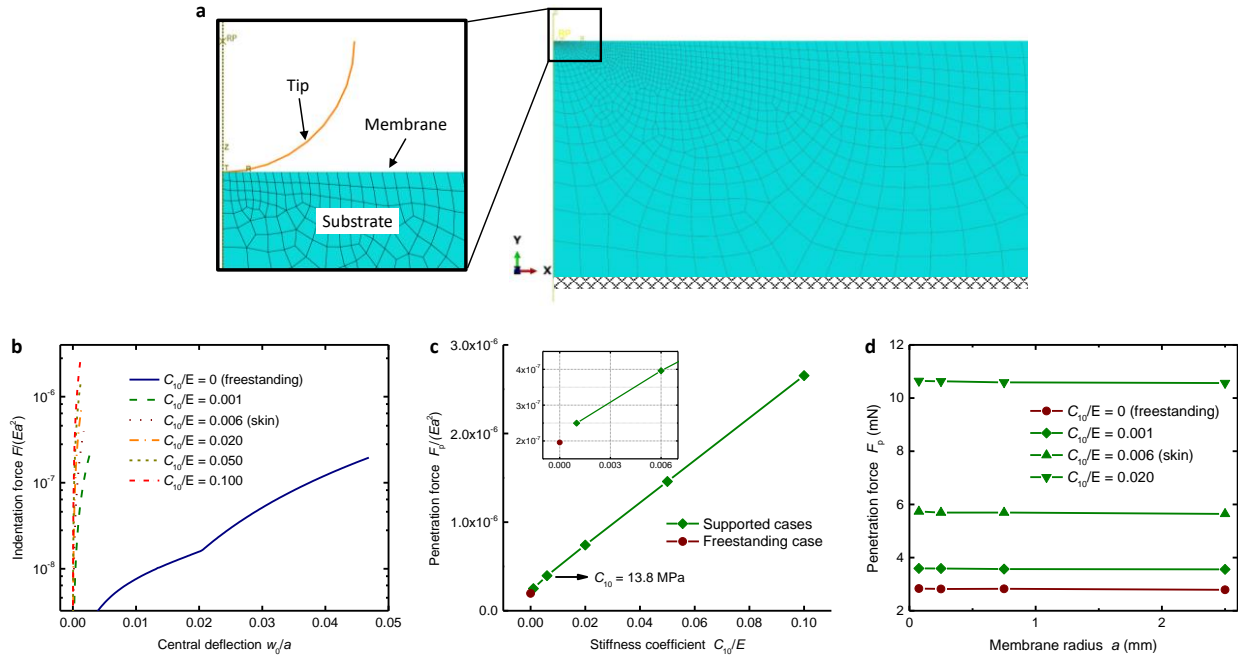 a
RP
Tip
Membrane
Z
T
R
Substrate
Y
Z
X
b
Indentation force F/(Ea²)
10⁻⁶
10⁻⁷
10⁻⁸
C₁₀/E = 0 (freestanding)
C₁₀/E = 0.001
C₁₀/E = 0.006 (skin)
C₁₀/E = 0.020
C₁₀/E = 0.050
C₁₀/E = 0.100
0.00 0.01 0.02 0.03 0.04 0.05
Central deflection w₀/a
c
Penetration force Fₚ/(Ea²)
3.0x10⁻⁶
2.0x10⁻⁶
1.0x10⁻⁶
0.0
4x10⁻⁷
3x10⁻⁷
2x10⁻⁷
0.000 0.003 0.006
Supported cases
Freestanding case
C₁₀ = 13.8 MPa
0.00 0.02 0.04 0.06 0.08 0.10
Stiffness coefficient C₁₀/E
d
Penetration force Fₚ (mN)
12
10
8
6
4
2
C₁₀/E = 0 (freestanding)
C₁₀/E = 0.001
C₁₀/E = 0.006 (skin)
C₁₀/E = 0.020
0 1 2
Membrane radius a (mm)